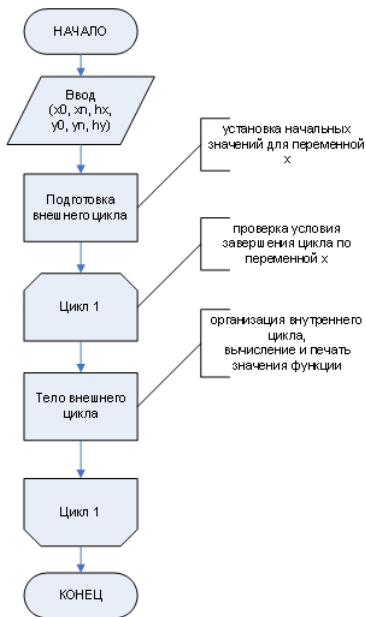 НАЧАЛО
Ввод
(x0, xn, hx,
y0, yn, hy)
установка начальных
значений для переменной
x
Подготовка
внешнего цикла
проверка условия
завершения цикла по
переменной x
Цикл 1
организация внутреннего
цикла,
вычисление и печать
значения функции
Тело внешнего
цикла
Цикл 1
КОНЕЦ